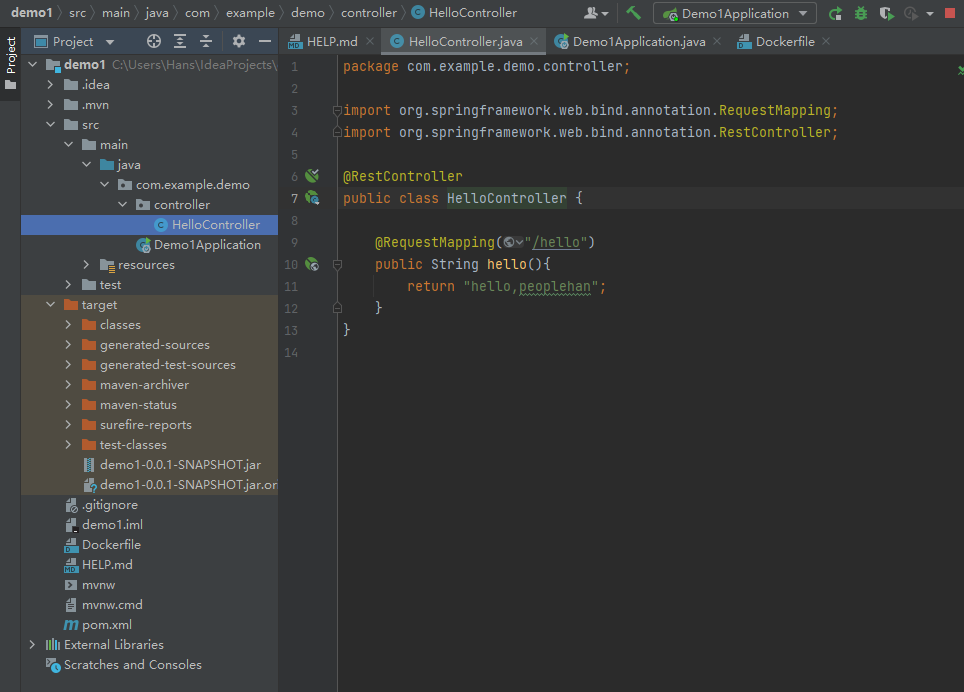 demo1 src main java com example demo controller HelloController Demo1Application
Project
Project
HELP.md HelloController.java Demo1Application.java Dockerfile
demo1 C:\Users\Hans\IdeaProjects\
.idea
.mvn
src
main
java
com.example.demo
controller
HelloController
Demo1Application
resources
test
target
classes
generated-sources
generated-test-sources
maven-archiver
maven-status
surefire-reports
test-classes
demo1-0.0.1-SNAPSHOT.jar
demo1-0.0.1-SNAPSHOT.jar.or
.gitignore
demo1.iml
Dockerfile
HELP.md
mvnw
mvnw.cmd
pom.xml
External Libraries
Scratches and Consoles
1 package com.example.demo.controller;
2
3 import org.springframework.web.bind.annotation.RequestMapping;
4 import org.springframework.web.bind.annotation.RestController;
5
6 @RestController
7 public class HelloController {
8
9 @RequestMapping("/hello")
10 public String hello(){
11 return "hello,peoplehan";
12 }
13 }
14